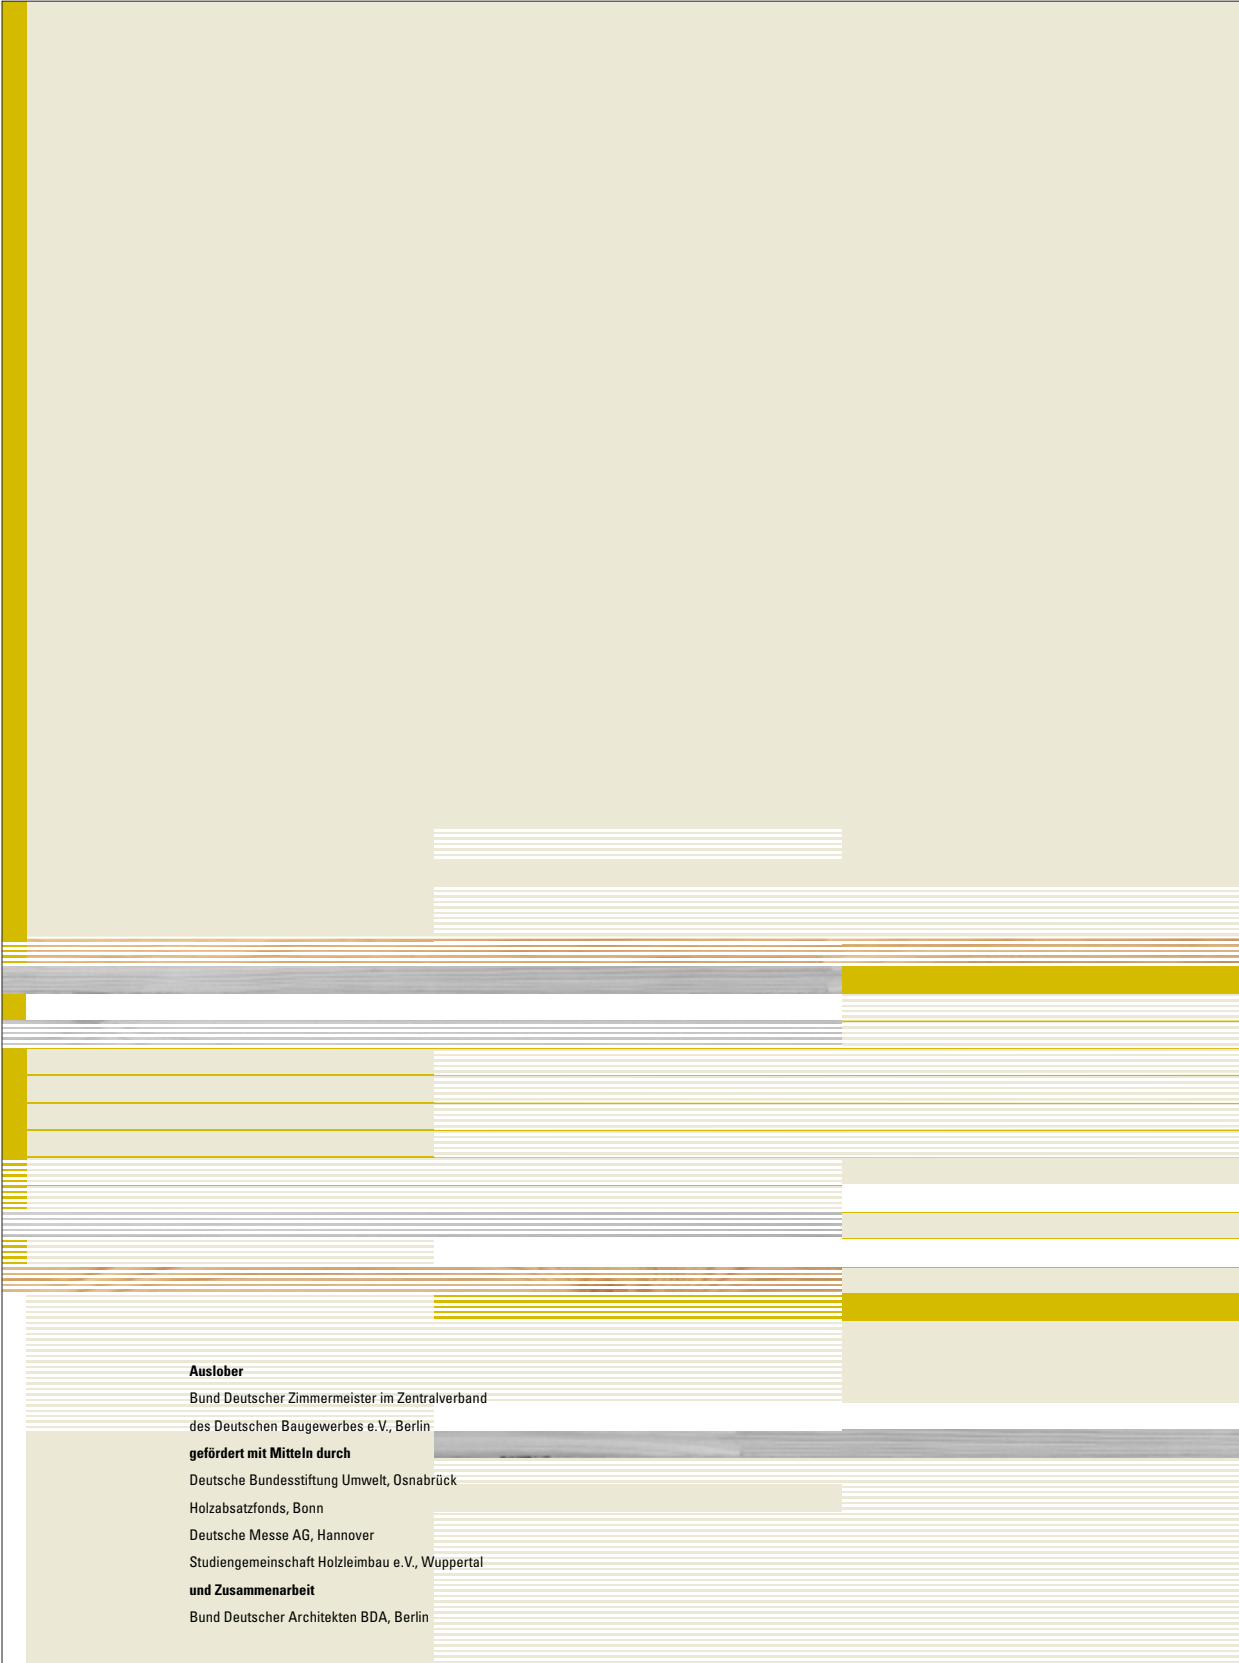 Auslober
Bund Deutscher Zimmermeister im Zentralverband
des Deutschen Baugewerbes e.V., Berlin
gefördert mit Mitteln durch
Deutsche Bundesstiftung Umwelt, Osnabrück
Holzabsatzfonds, Bonn
Deutsche Messe AG, Hannover
Studiengemeinschaft Holzleimbau e.V., Wuppertal
und Zusammenarbeit
Bund Deutscher Architekten BDA, Berlin